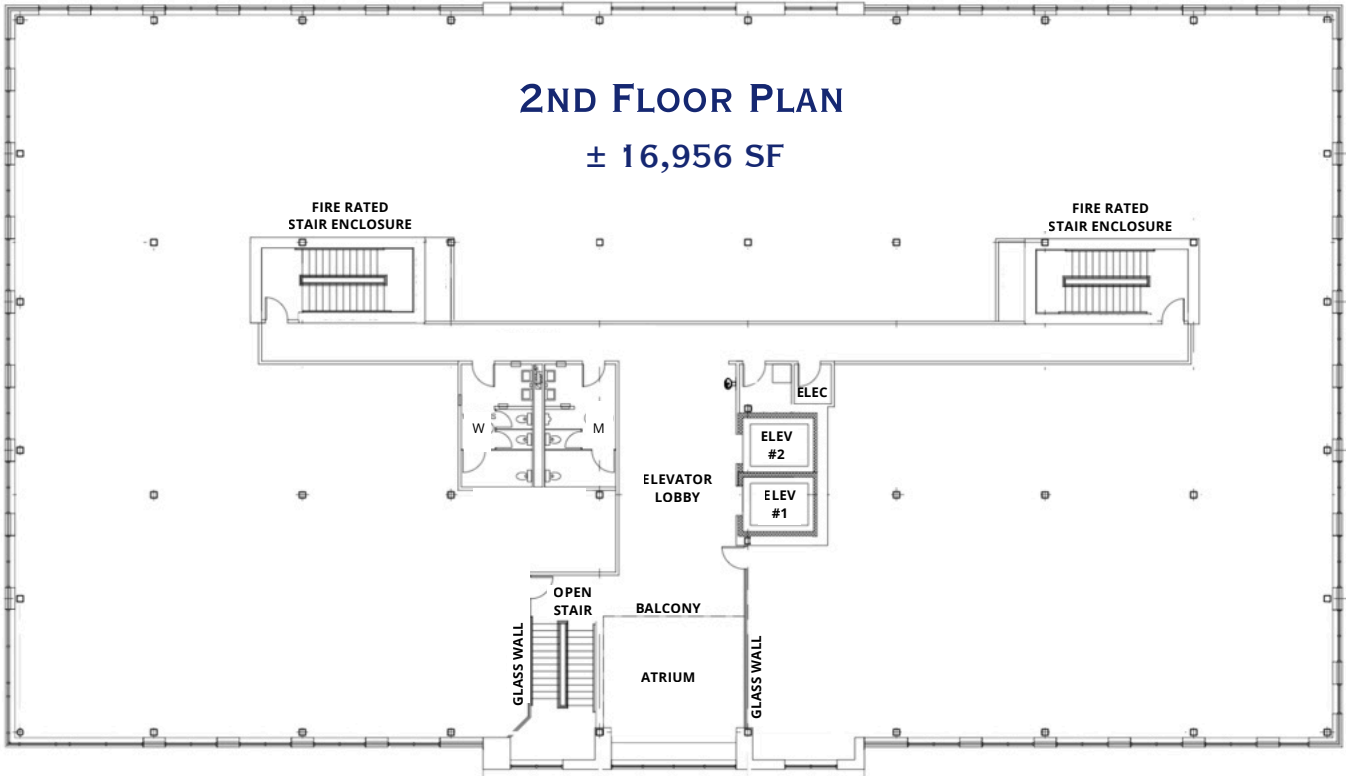 2ND FLOOR PLAN
± 16,956 SF
FIRE RATED
STAIR ENCLOSURE
FIRE RATED
STAIR ENCLOSURE
ELEC
W
M
ELEV
#2
ELEVATOR
LOBBY
ELEV
#1
OPEN
STAIR
BALCONY
GLASS WALL
ATRIUM
GLASS WALL